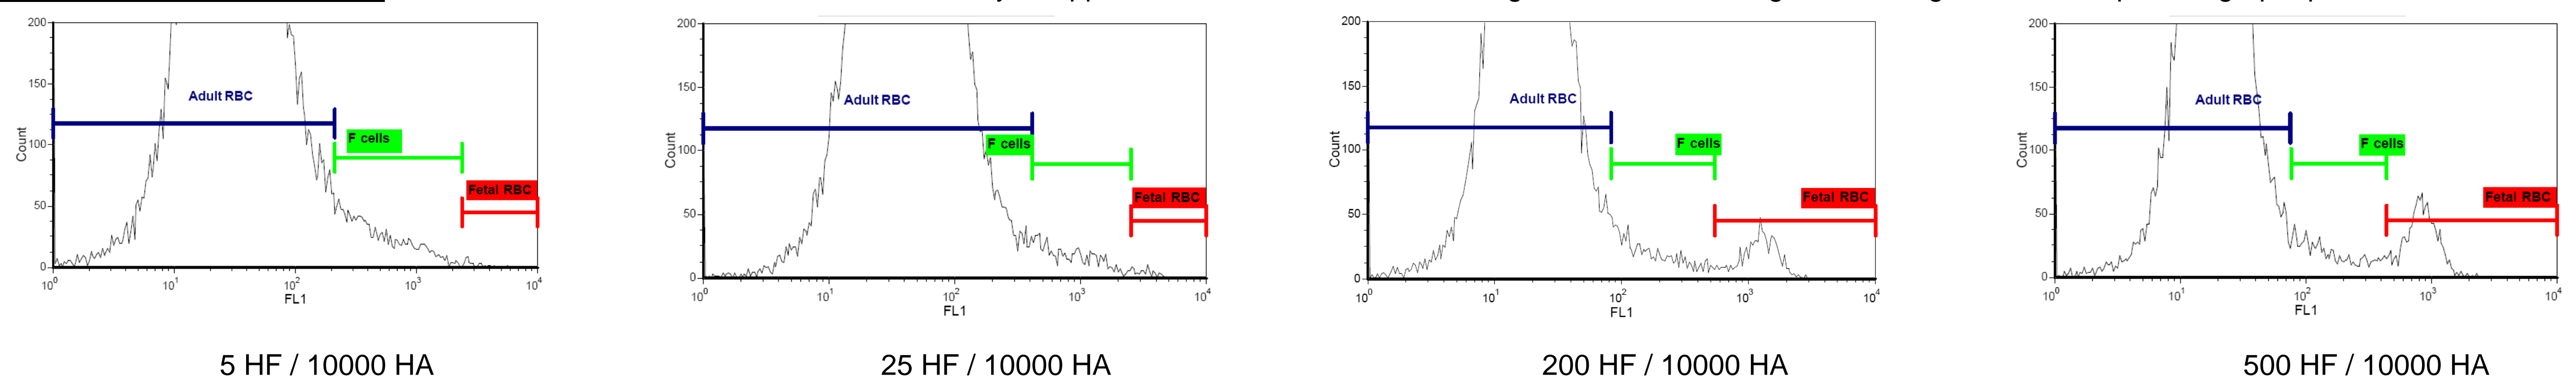 200
150
100
50
0
Count
Adult RBC
F cells
Fetal RBC
10⁰ 10¹ 10² 10³ 10⁴
FL1
5 HF / 10000 HA
200
150
100
50
0
Count
Adult RBC
F cells
Fetal RBC
10⁰ 10¹ 10² 10³ 10⁴
FL1
25 HF / 10000 HA
200
150
100
50
0
Count
Adult RBC
F cells
Fetal RBC
10⁰ 10¹ 10² 10³ 10⁴
FL1
200 HF / 10000 HA
200
150
100
50
0
Count
Adult RBC
F cells
Fetal RBC
10⁰ 10¹ 10² 10³ 10⁴
FL1
500 HF / 10000 HA